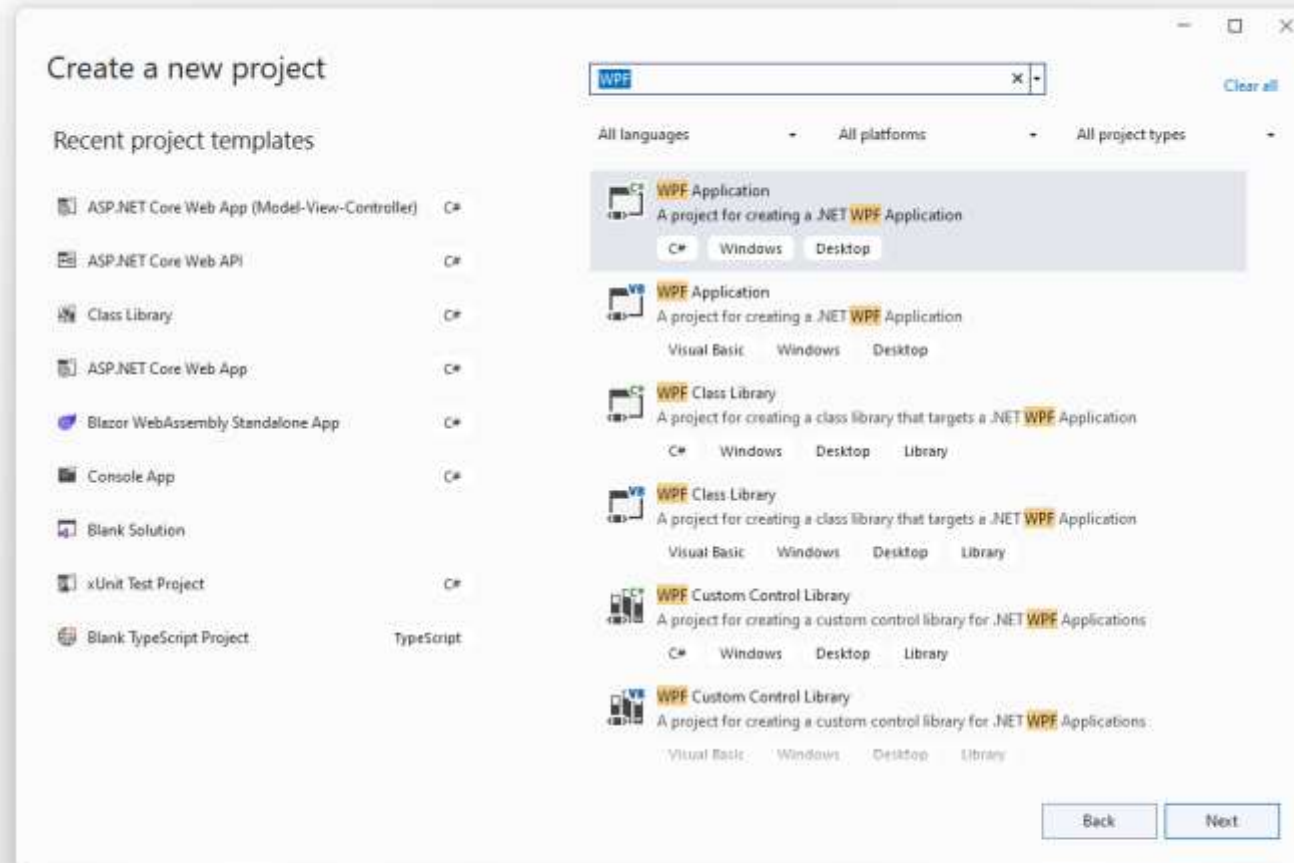 Create a new project
Recent project templates
ASP.NET Core Web App (Model-View-Controller) C#
ASP.NET Core Web API C#
Class Library C#
ASP.NET Core Web App C#
Blazor WebAssembly Standalone App C#
Console App C#
Blank Solution
xUnit Test Project C#
Blank TypeScript Project TypeScript
WPF
Clear all
All languages All platforms All project types
WPF Application
A project for creating a .NET WPF Application
C# Windows Desktop
WPF Application
A project for creating a .NET WPF Application
Visual Basic Windows Desktop
WPF Class Library
A project for creating a class library that targets a .NET WPF Application
C# Windows Desktop Library
WPF Class Library
A project for creating a class library that targets a .NET WPF Application
Visual Basic Windows Desktop Library
WPF Custom Control Library
A project for creating a custom control library for .NET WPF Applications
C# Windows Desktop Library
WPF Custom Control Library
A project for creating a custom control library for .NET WPF Applications
Visual Basic Windows Desktop Library
Back Next